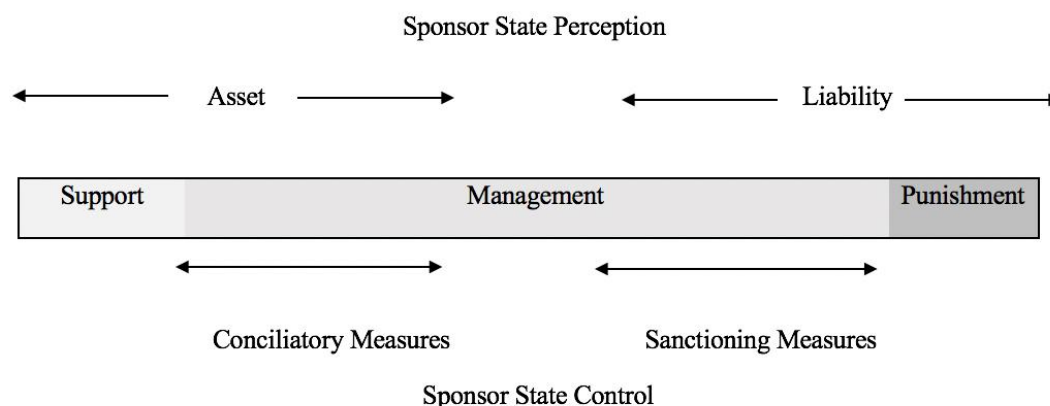 Sponsor State Perception
Asset Liability
Support Management Punishment
Conciliatory Measures Sanctioning Measures
Sponsor State Control